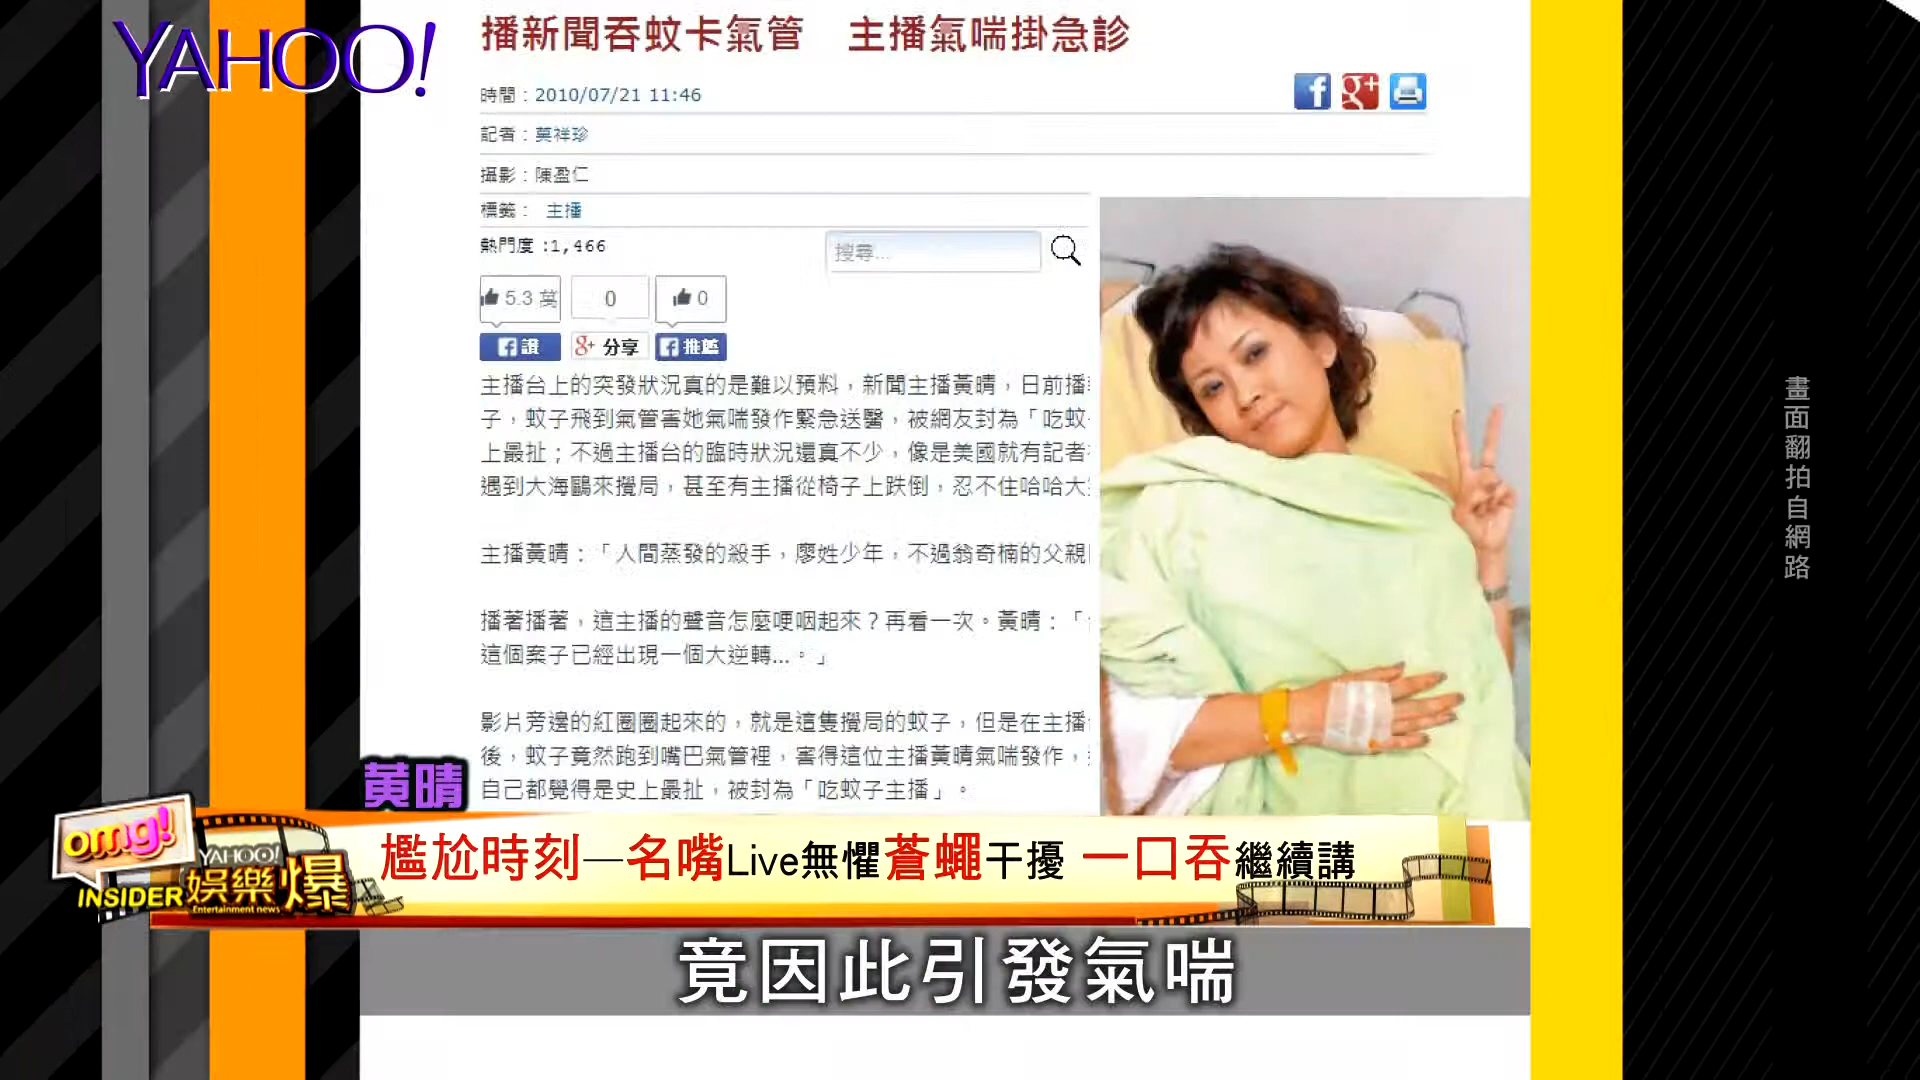 YAHOO!
播新聞吞蚊卡氣管 主播氣喘掛急診
時間：2010/07/21 11:46
記者：莫祥珍
攝影：陳盈仁
標籤： 主播
熱門度：1,466
搜尋...
5.3 萬 0 0
讚 分享 推薦
主播台上的突發狀況真的是難以預料，新聞主播黃晴，日前播
子，蚊子飛到氣管害她氣喘發作緊急送醫，被網友封為「吃蚊
上最扯；不過主播台的臨時狀況還真不少，像是美國就有記者
遇到大海鷗來攪局，甚至有主播從椅子上跌倒，忍不住哈哈大
主播黃晴：「人間蒸發的殺手，廖姓少年，不過翁奇楠的父親
播著播著，這主播的聲音怎麼哽咽起來？再看一次。黃晴：「
這個案子已經出現一個大逆轉...。」
影片旁邊的紅圈圈起來的，就是這隻攪局的蚊子，但是在主播
後，蚊子竟然跑到嘴巴氣管裡，害得這位主播黃晴氣喘發作，
自己都覺得是史上最扯，被封為「吃蚊子主播」。
畫面翻拍自網路
黃晴
omg!
INSIDER
YAHOO!
娛樂爆
Entertainment news
尷尬時刻—名嘴Live無懼蒼蠅干擾 一口吞繼續講
竟因此引發氣喘